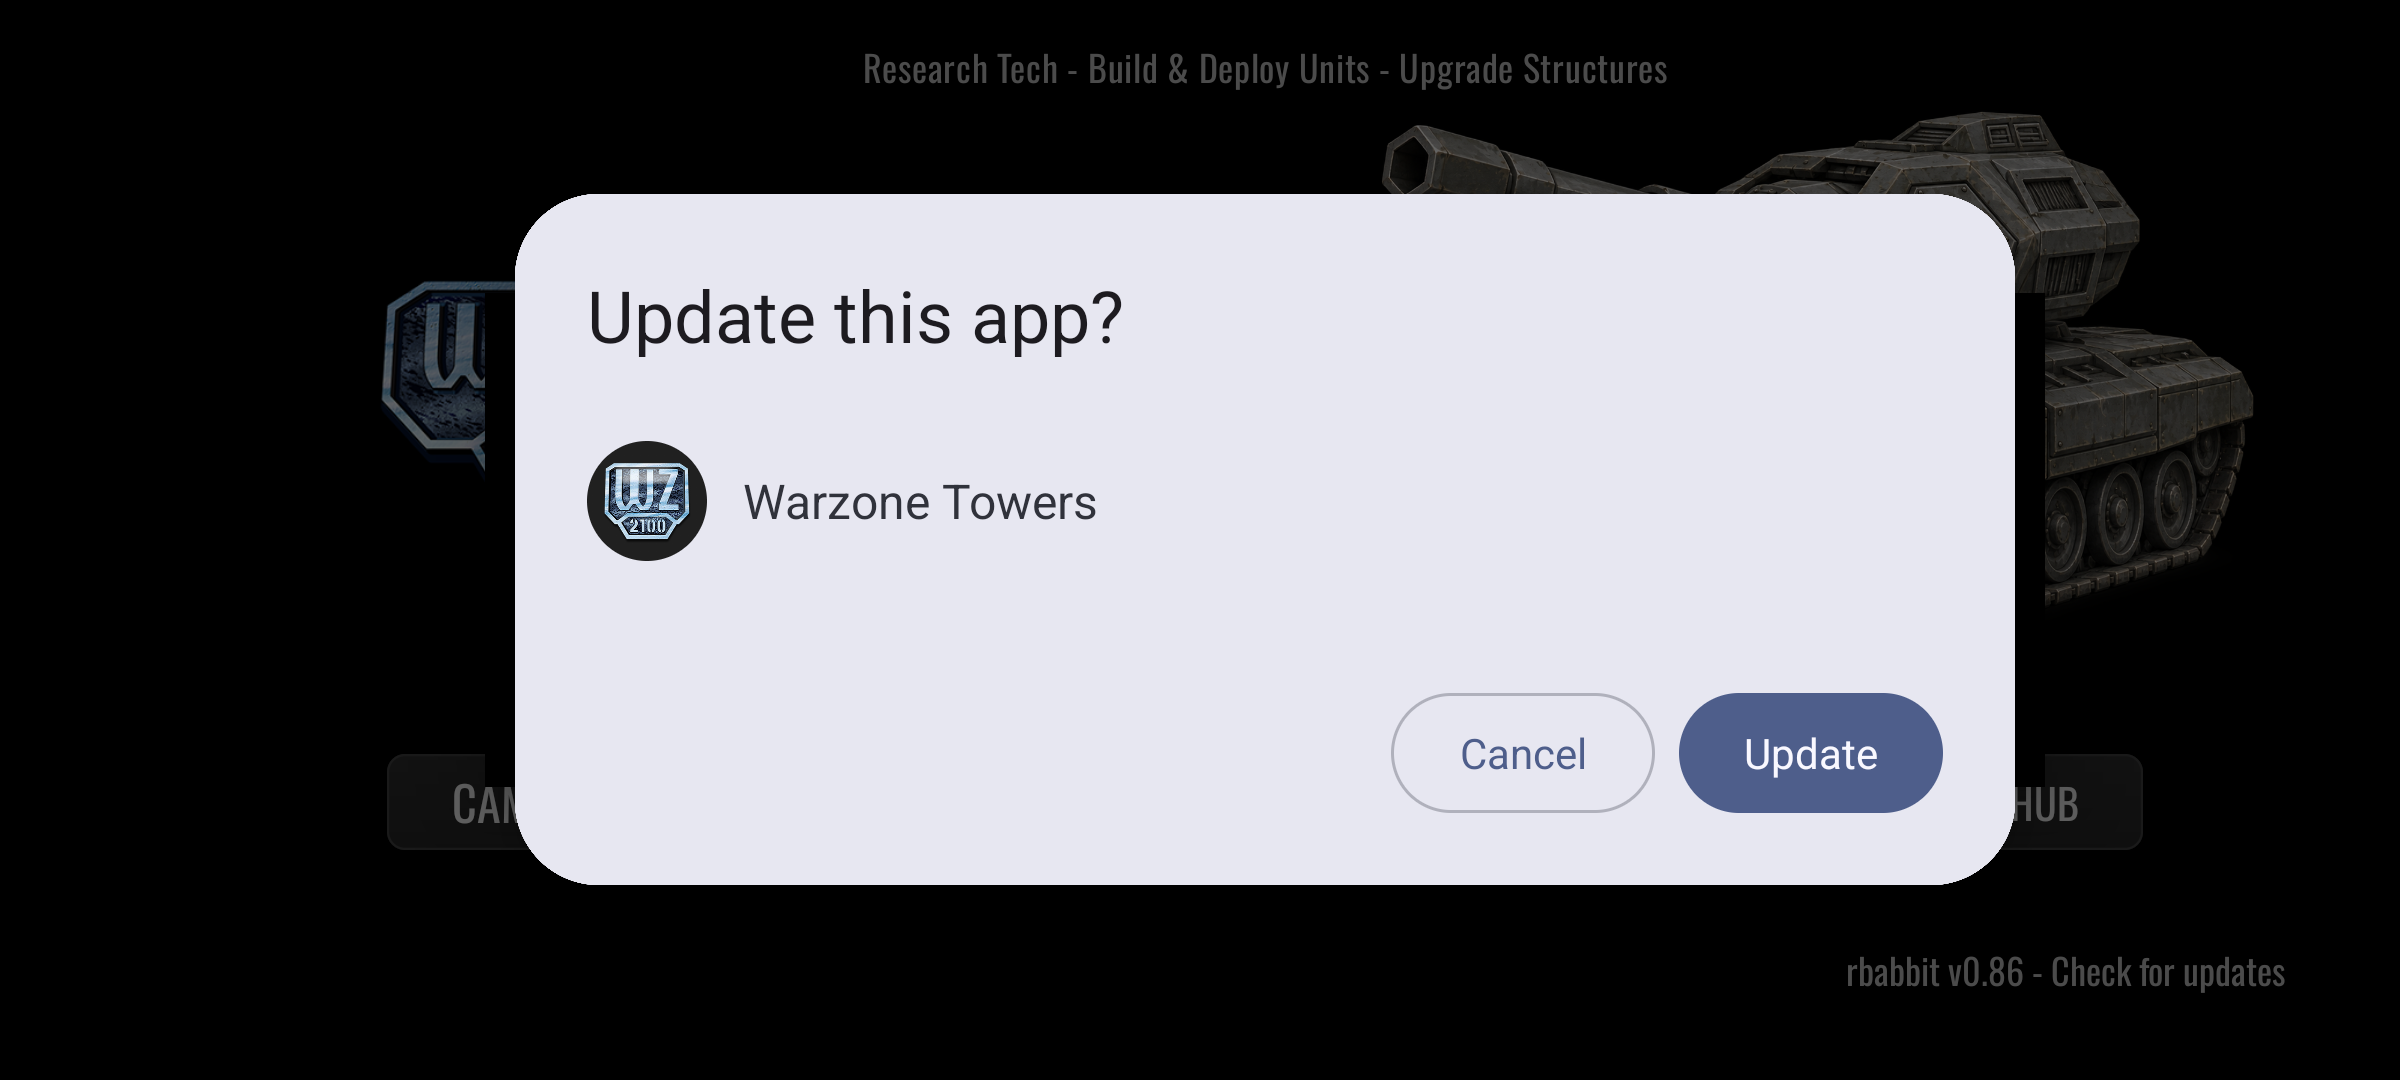 Research Tech - Build & Deploy Units - Upgrade Structures
Update this app?
WZ
2100
Warzone Towers
Cancel
Update
HUB
rbabbit v0.86 - Check for updates